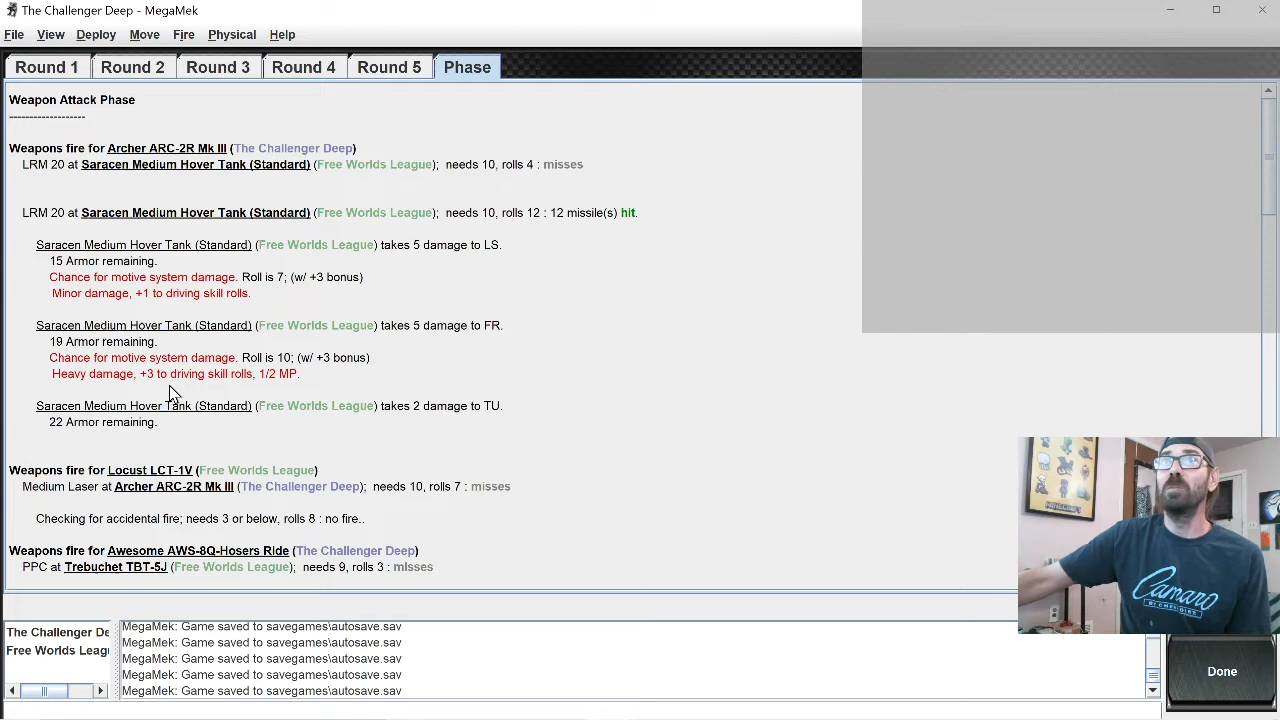 The Challenger Deep - MegaMek
File View Deploy Move Fire Physical Help
Round 1 Round 2 Round 3 Round 4 Round 5 Phase
Weapon Attack Phase
-------------------
Weapons fire for Archer ARC-2R Mk III (The Challenger Deep)
LRM 20 at Saracen Medium Hover Tank (Standard) (Free Worlds League); needs 10, rolls 4 : misses
LRM 20 at Saracen Medium Hover Tank (Standard) (Free Worlds League); needs 10, rolls 12 : 12 missile(s) hit.
Saracen Medium Hover Tank (Standard) (Free Worlds League) takes 5 damage to LS.
15 Armor remaining.
Chance for motive system damage. Roll is 7; (w/ +3 bonus)
Minor damage, +1 to driving skill rolls.
Saracen Medium Hover Tank (Standard) (Free Worlds League) takes 5 damage to FR.
19 Armor remaining.
Chance for motive system damage. Roll is 10; (w/ +3 bonus)
Heavy damage, +3 to driving skill rolls, 1/2 MP.
Saracen Medium Hover Tank (Standard) (Free Worlds League) takes 2 damage to TU.
22 Armor remaining.
Weapons fire for Locust LCT-1V (Free Worlds League)
Medium Laser at Archer ARC-2R Mk III (The Challenger Deep); needs 10, rolls 7 : misses
Checking for accidental fire; needs 3 or below, rolls 8 : no fire..
Weapons fire for Awesome AWS-8Q-Hosers Ride (The Challenger Deep)
PPC at Trebuchet TBT-5J (Free Worlds League); needs 9, rolls 3 : misses
The Challenger De
Free Worlds Leagu
MegaMek: Game saved to savegames\autosave.sav
MegaMek: Game saved to savegames\autosave.sav
MegaMek: Game saved to savegames\autosave.sav
MegaMek: Game saved to savegames\autosave.sav
MegaMek: Game saved to savegames\autosave.sav
Done
Camaro
BY CHEVROLET